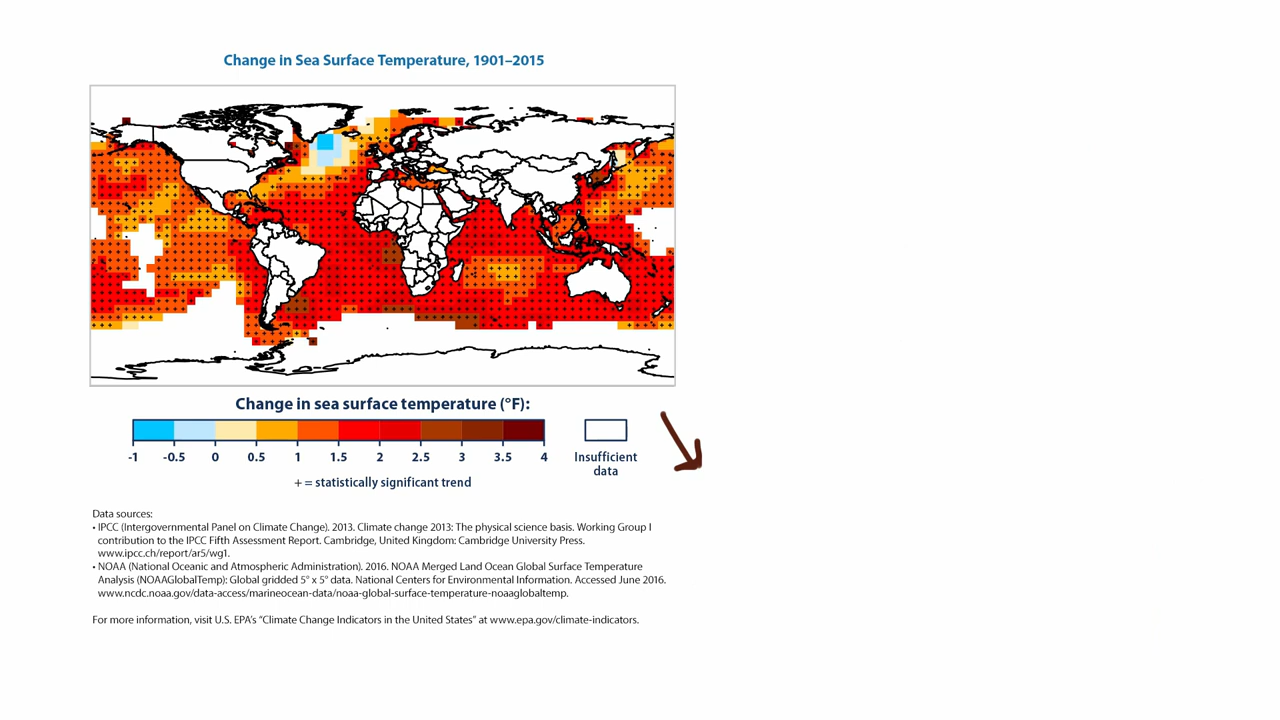 Change in Sea Surface Temperature, 1901–2015
Change in sea surface temperature (°F):
-1 -0.5 0 0.5 1 1.5 2 2.5 3 3.5 4
Insufficient
data
+ = statistically significant trend
Data sources:
• IPCC (Intergovernmental Panel on Climate Change). 2013. Climate change 2013: The physical science basis. Working Group I
contribution to the IPCC Fifth Assessment Report. Cambridge, United Kingdom: Cambridge University Press.
www.ipcc.ch/report/ar5/wg1.
• NOAA (National Oceanic and Atmospheric Administration). 2016. NOAA Merged Land Ocean Global Surface Temperature
Analysis (NOAAGlobalTemp): Global gridded 5° x 5° data. National Centers for Environmental Information. Accessed June 2016.
www.ncdc.noaa.gov/data-access/marineocean-data/noaa-global-surface-temperature-noaaglobaltemp.
For more information, visit U.S. EPA’s “Climate Change Indicators in the United States” at www.epa.gov/climate-indicators.